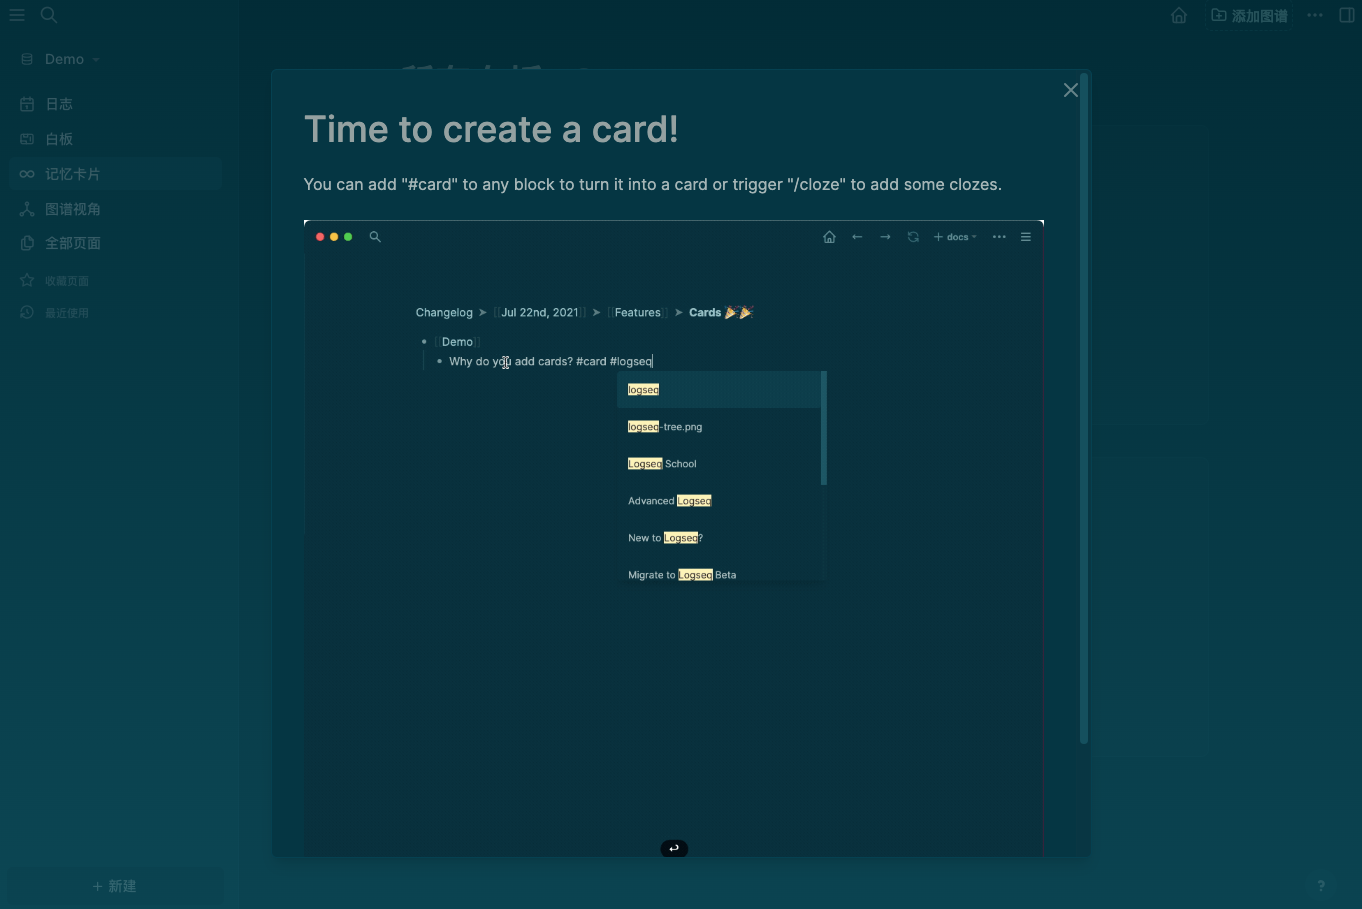 添加图谱
Demo
日志
白板
记忆卡片
图谱视角
全部页面
收藏页面
最近使用
新建
Time to create a card!
You can add "#card" to any block to turn it into a card or trigger "/cloze" to add some clozes.
docs
Changelog ➤ [[Jul 22nd, 2021]] ➤ [[Features]] ➤ Cards 🎉🎉
[[Demo]]
Why do you add cards? #card #logseq
logseq
logseq-tree.png
Logseq School
Advanced Logseq
New to Logseq?
Migrate to Logseq Beta
?